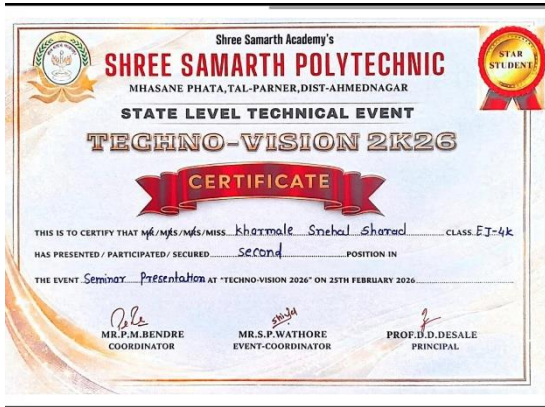 Shree Samarth Academy's
SHREE SAMARTH POLYTECHNIC
MHASANE PHATA,TAL-PARNER,DIST-AHMEDNAGAR
STAR
STUDENT
STATE LEVEL TECHNICAL EVENT
TECHNO-VISION 2K26
CERTIFICATE
THIS IS TO CERTIFY THAT MR/MRS/MRS/MISS Kharmale Snehal Sharad CLASS EJ-4K
HAS PRESENTED / PARTICIPATED/ SECURED second POSITION IN
THE EVENT Seminar Presentation AT "TECHNO-VISION 2026" ON 25TH FEBRUARY 2026
MR.P.M.BENDRE
COORDINATOR
MR.S.P.WATHORE
EVENT-COORDINATOR
PROF.D.D.DESALE
PRINCIPAL